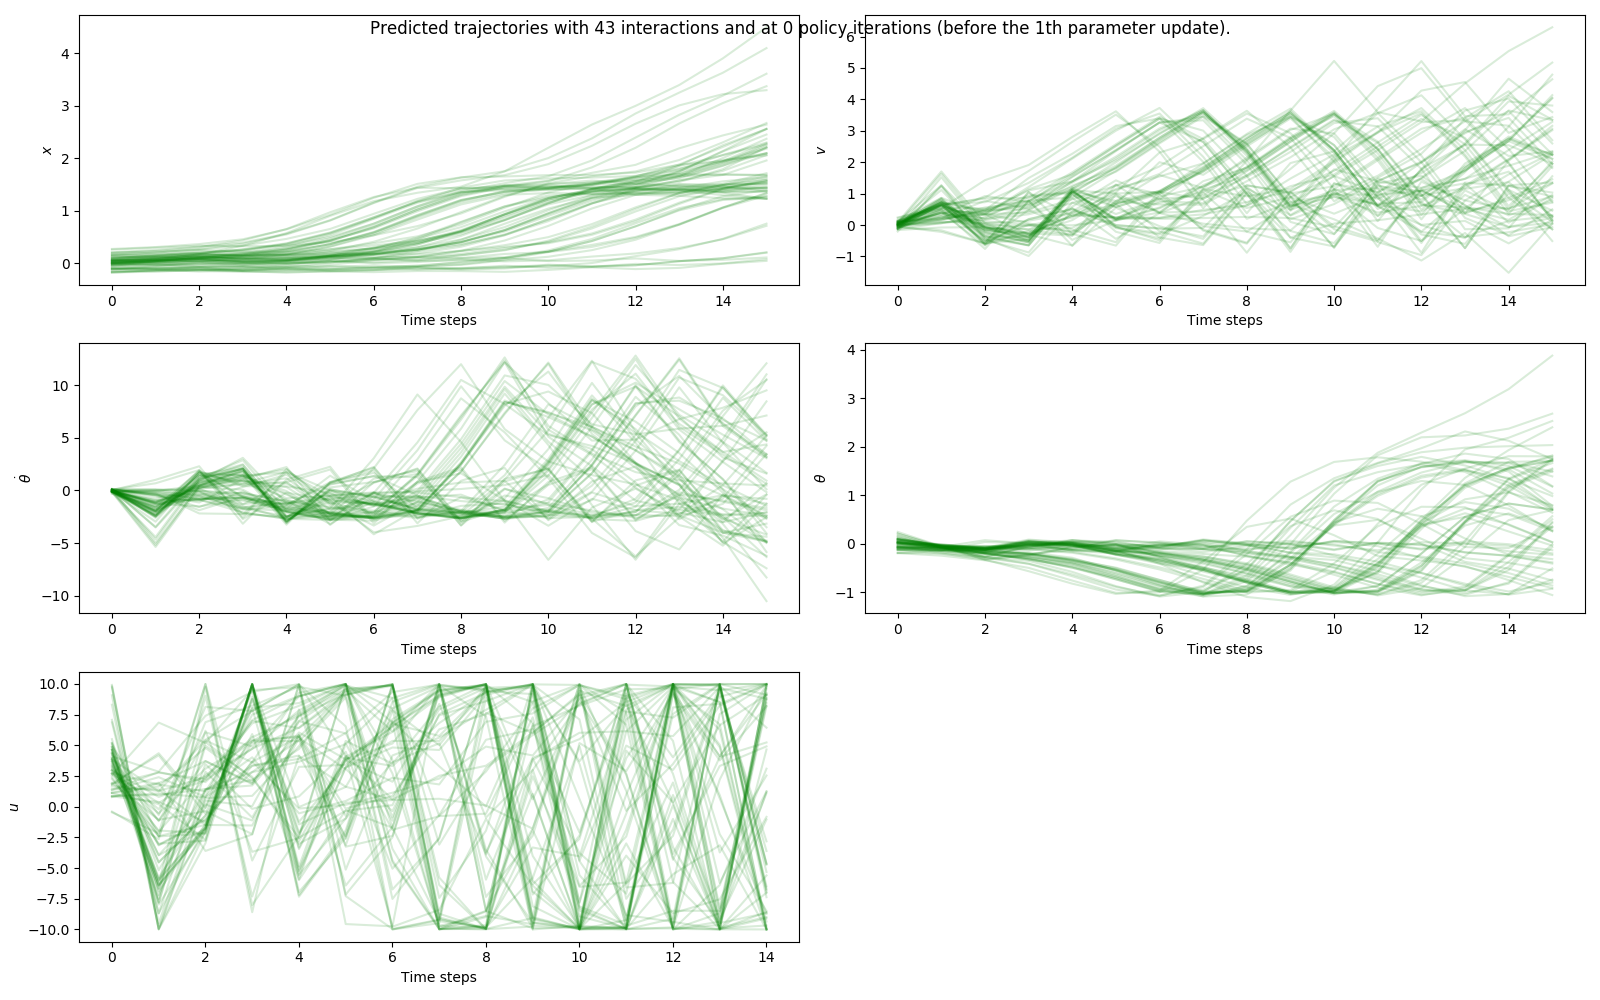 Predicted trajectories with 43 interactions and at 0 policy iterations (before the 1th parameter update).
4
3
2
1
0
x
0 2 4 6 8 10 12 14
Time steps
6
5
4
3
2
1
0
−1
v
0 2 4 6 8 10 12 14
Time steps
10
5
0
−5
−10
θ̇
0 2 4 6 8 10 12 14
Time steps
4
3
2
1
0
−1
θ
0 2 4 6 8 10 12 14
Time steps
10.0
7.5
5.0
2.5
0.0
−2.5
−5.0
−7.5
−10.0
u
0 2 4 6 8 10 12 14
Time steps